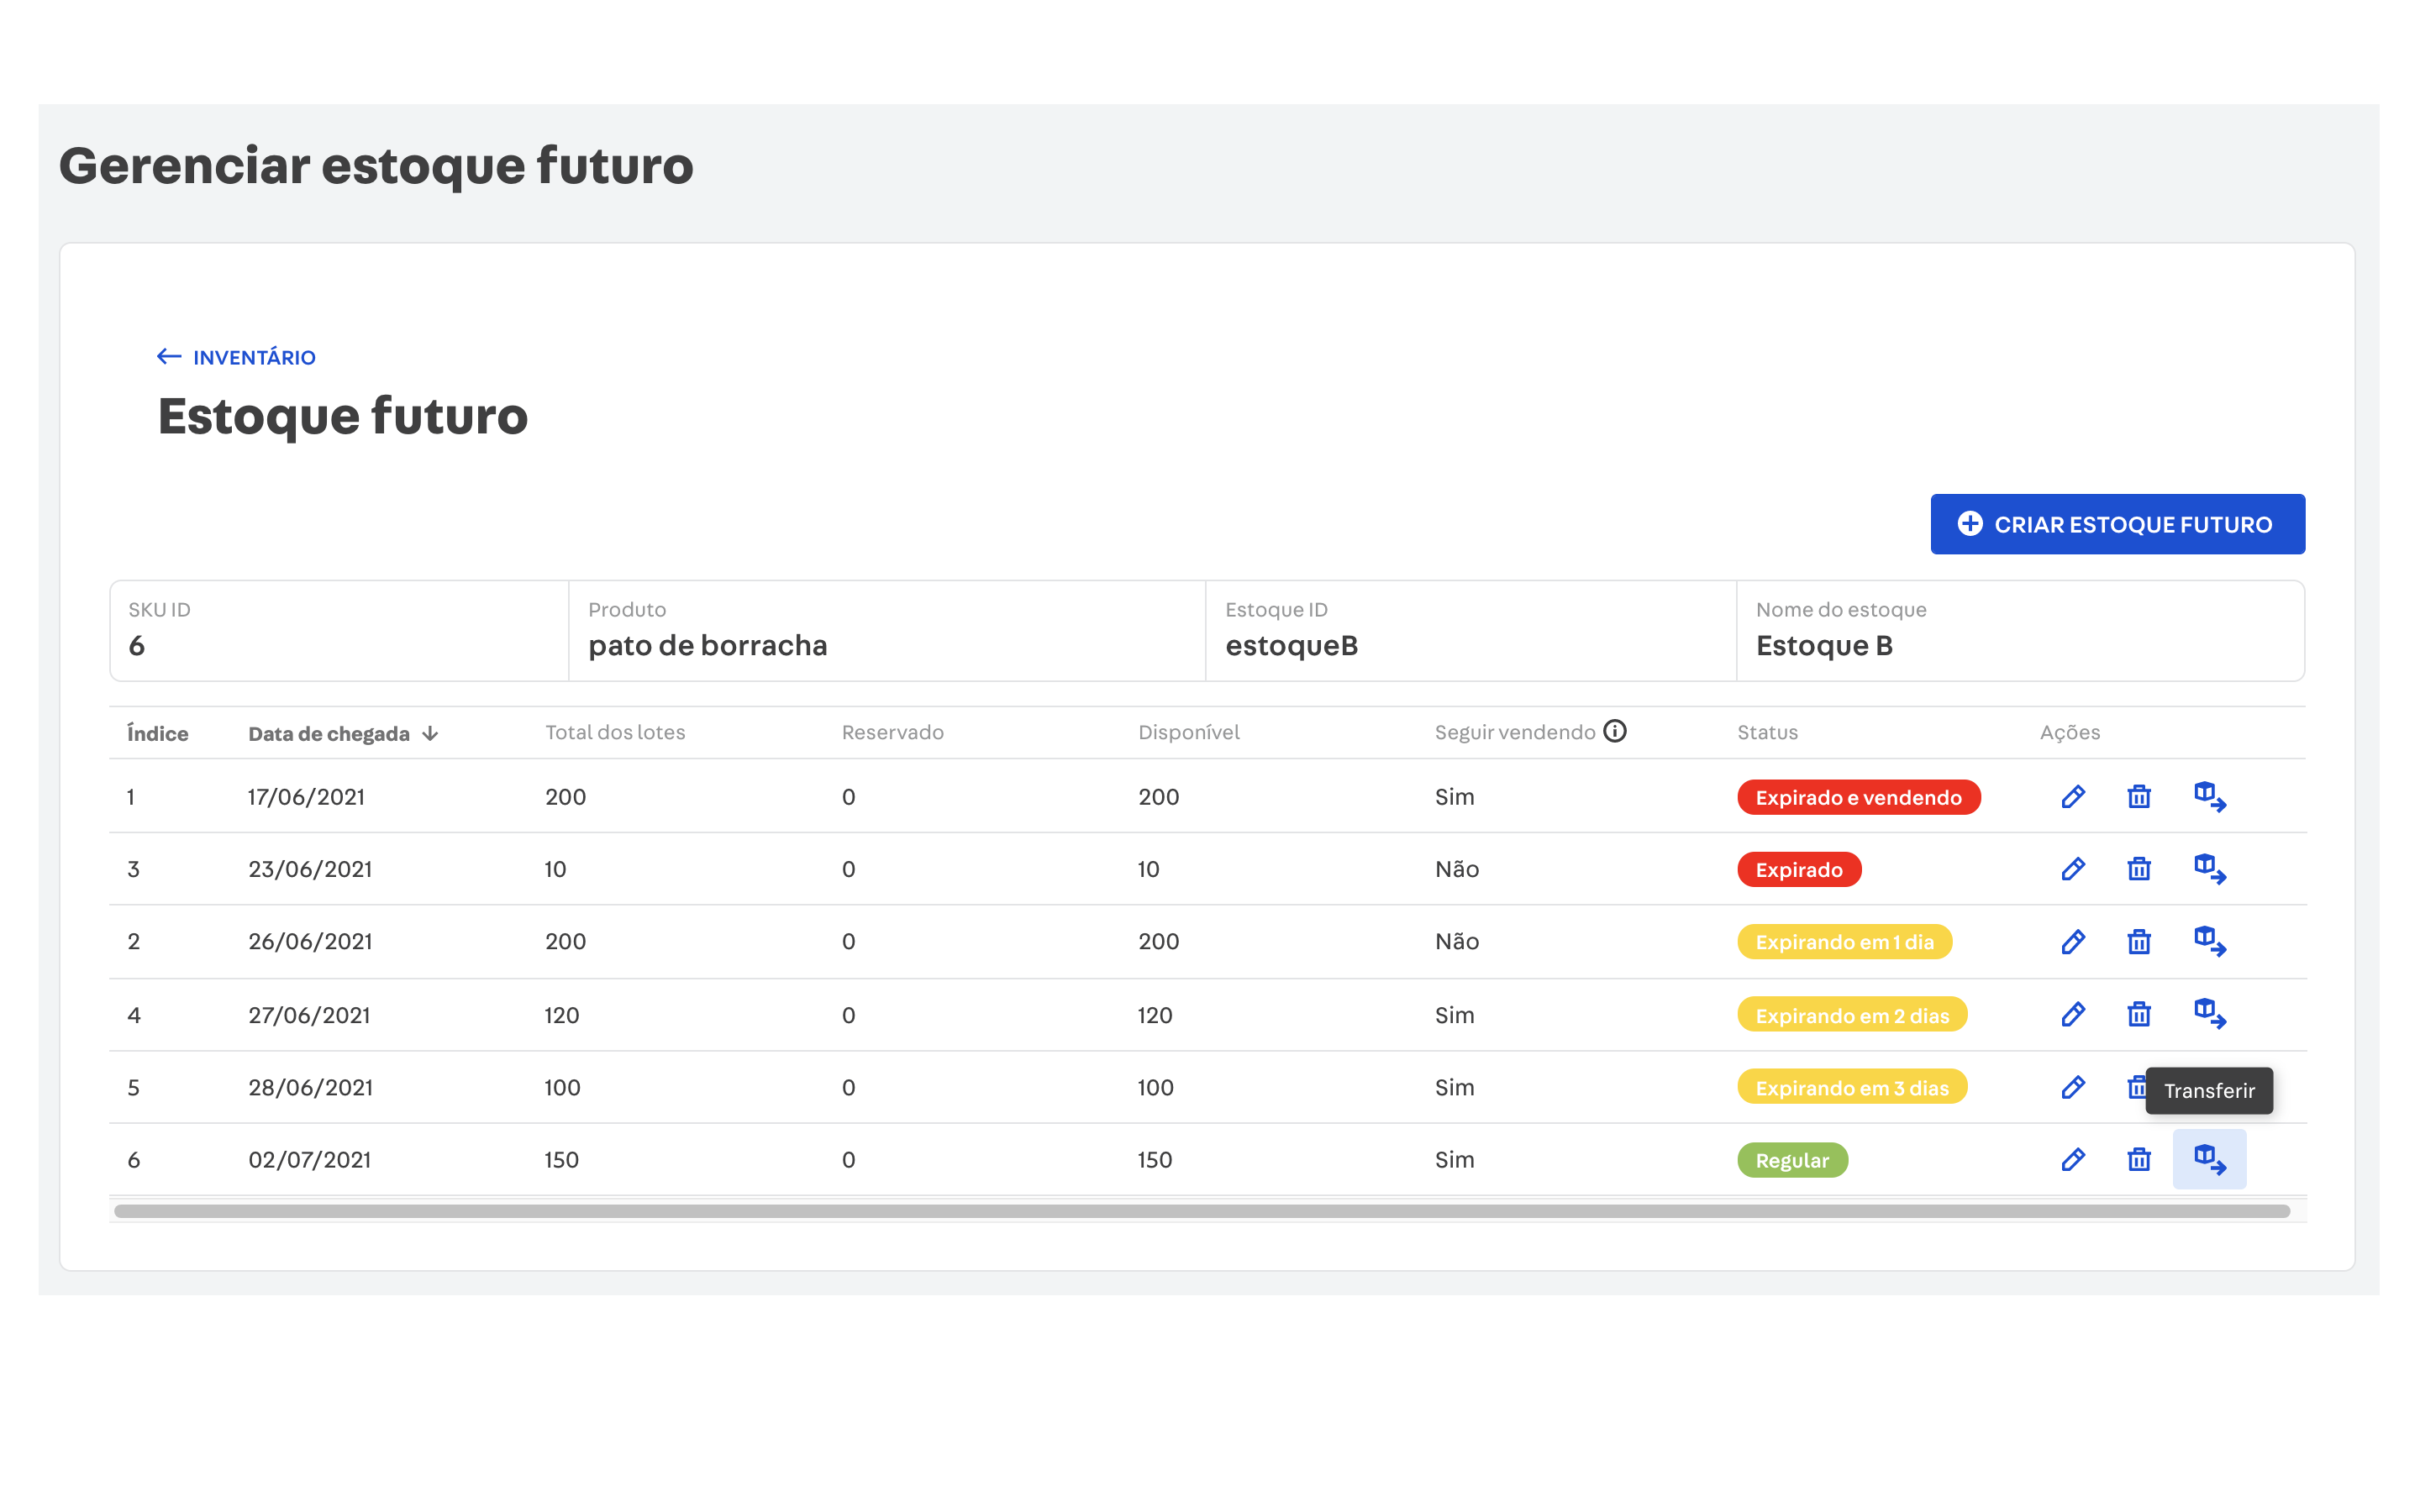 Gerenciar estoque futuro
INVENTÁRIO
Estoque futuro
CRIAR ESTOQUE FUTURO
SKU ID Produto Estoque ID Nome do estoque
6 pato de borracha estoqueB Estoque B
Índice Data de chegada Total dos lotes Reservado Disponível Seguir vendendo Status Ações
1 17/06/2021 200 0 200 Sim Expirado e vendendo
3 23/06/2021 10 0 10 Não Expirado
2 26/06/2021 200 0 200 Não Expirando em 1 dia
4 27/06/2021 120 0 120 Sim Expirando em 2 dias
5 28/06/2021 100 0 100 Sim Expirando em 3 dias Transferir
6 02/07/2021 150 0 150 Sim Regular